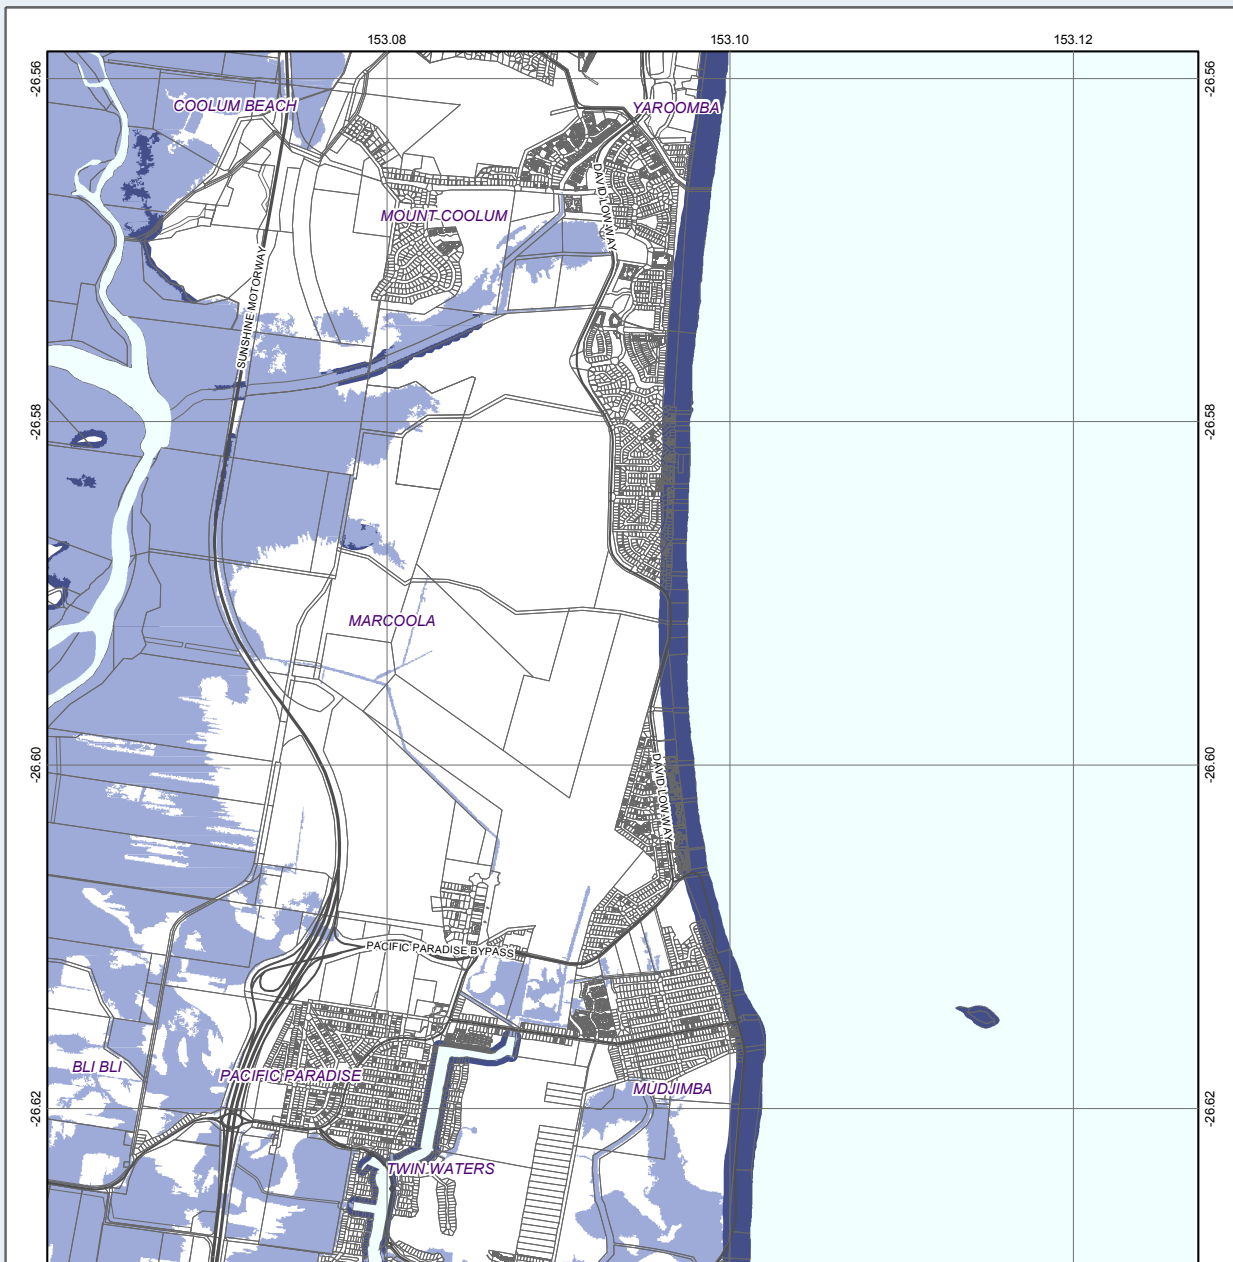 153.08
153.10
153.12
-26.56
-26.56
COOLUM BEACH
YAROOMBA
DAVID LOW WAY
MOUNT COOLUM
SUNSHINE MOTORWAY
-26.58
-26.58
MARCOOLA
-26.60
-26.60
DAVID LOW WAY
PACIFIC PARADISE BYPASS
BLI BLI
PACIFIC PARADISE
MUDJIMBA
-26.62
-26.62
TWIN WATERS